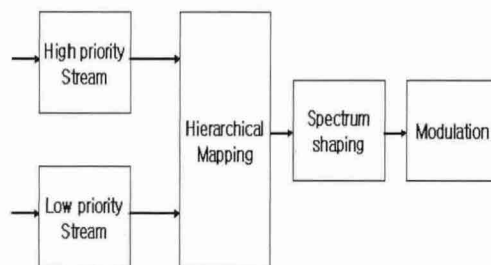 High priority
Stream
Low priority
Stream
Hierarchical
Mapping
Spectrum
shaping
Modulation